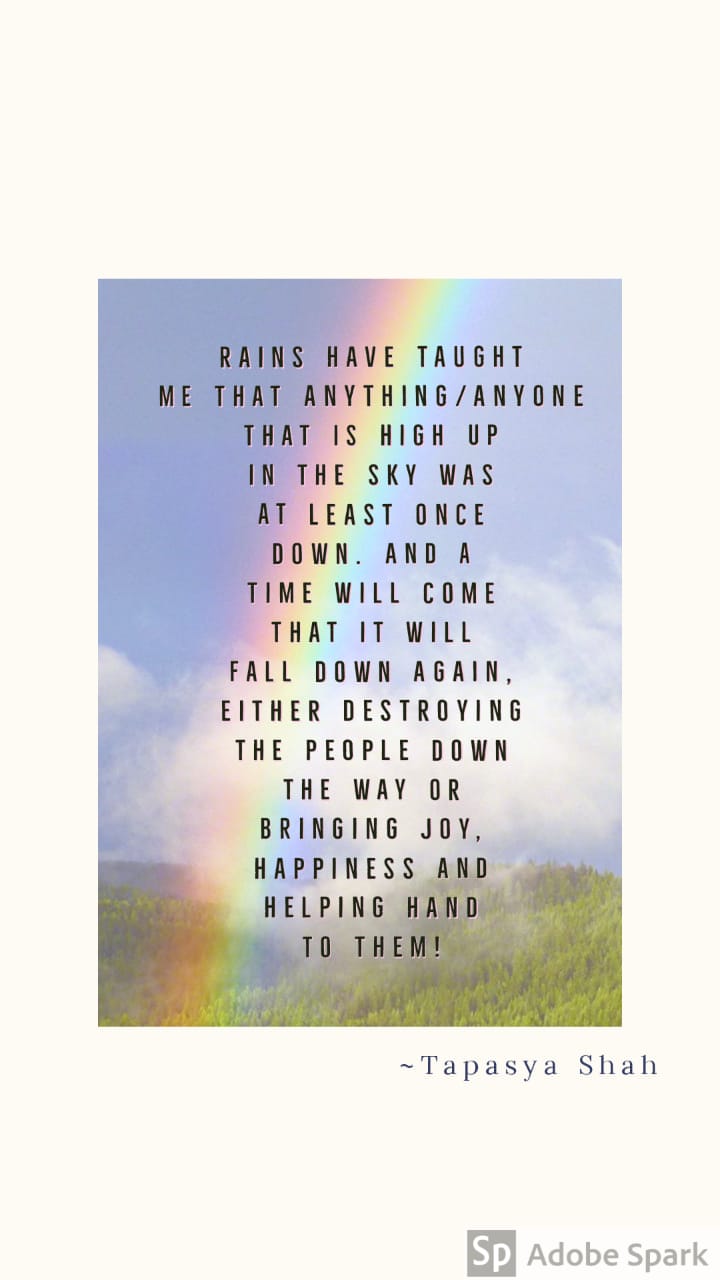 RAINS HAVE TAUGHT
ME THAT ANYTHING/ANYONE
THAT IS HIGH UP
IN THE SKY WAS
AT LEAST ONCE
DOWN. AND A
TIME WILL COME
THAT IT WILL
FALL DOWN AGAIN,
EITHER DESTROYING
THE PEOPLE DOWN
THE WAY OR
BRINGING JOY,
HAPPINESS AND
HELPING HAND
TO THEM!
~Tapasya Shah
Sp Adobe Spark